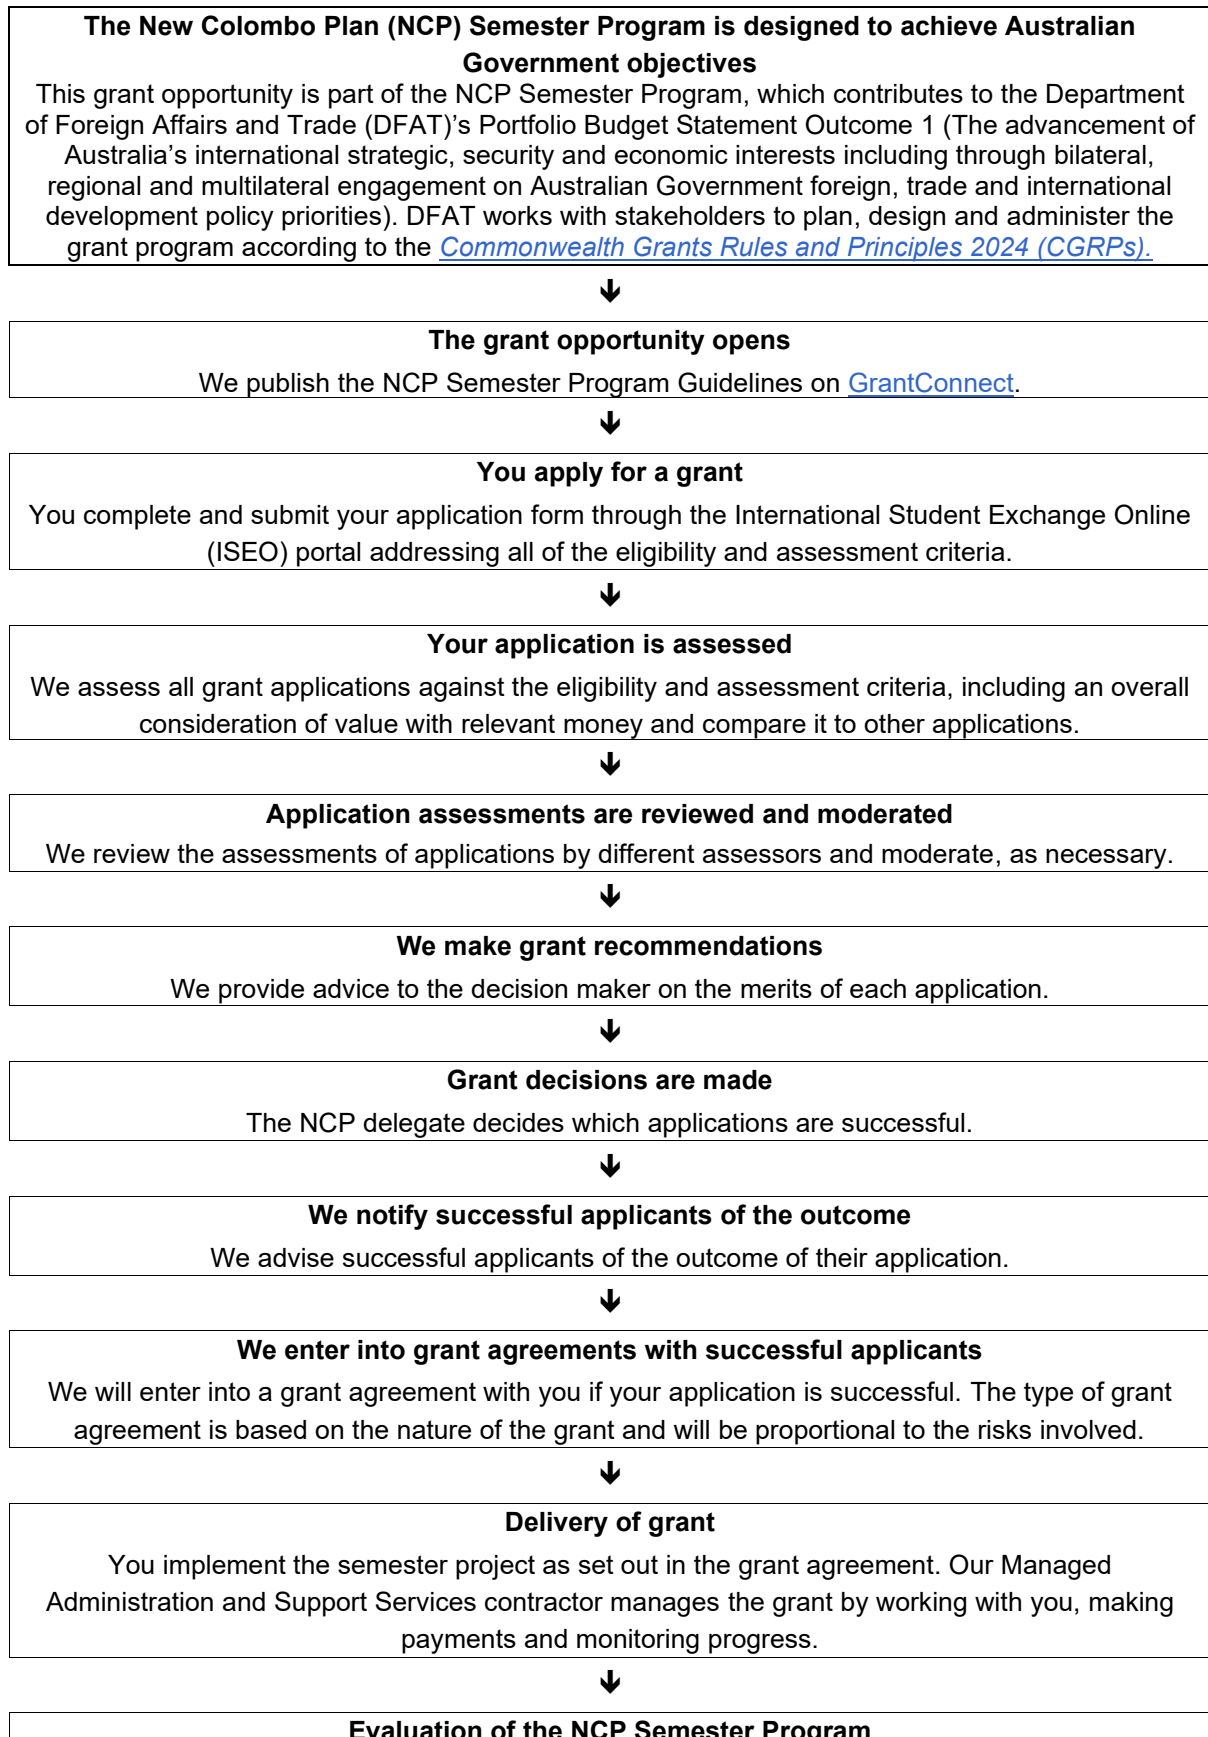 The New Colombo Plan (NCP) Semester Program is designed to achieve Australian
Government objectives
This grant opportunity is part of the NCP Semester Program, which contributes to the Department
of Foreign Affairs and Trade (DFAT)'s Portfolio Budget Statement Outcome 1 (The advancement of
Australia's international strategic, security and economic interests including through bilateral,
regional and multilateral engagement on Australian Government foreign, trade and international
development policy priorities). DFAT works with stakeholders to plan, design and administer the
grant program according to the Commonwealth Grants Rules and Principles 2024 (CGRPs).
The grant opportunity opens
We publish the NCP Semester Program Guidelines on GrantConnect.
You apply for a grant
You complete and submit your application form through the International Student Exchange Online
(ISEO) portal addressing all of the eligibility and assessment criteria.
Your application is assessed
We assess all grant applications against the eligibility and assessment criteria, including an overall
consideration of value with relevant money and compare it to other applications.
Application assessments are reviewed and moderated
We review the assessments of applications by different assessors and moderate, as necessary.
We make grant recommendations
We provide advice to the decision maker on the merits of each application.
Grant decisions are made
The NCP delegate decides which applications are successful.
We notify successful applicants of the outcome
We advise successful applicants of the outcome of their application.
We enter into grant agreements with successful applicants
We will enter into a grant agreement with you if your application is successful. The type of grant
agreement is based on the nature of the grant and will be proportional to the risks involved.
Delivery of grant
You implement the semester project as set out in the grant agreement. Our Managed
Administration and Support Services contractor manages the grant by working with you, making
payments and monitoring progress.
Evaluation of the NCP Semester Program